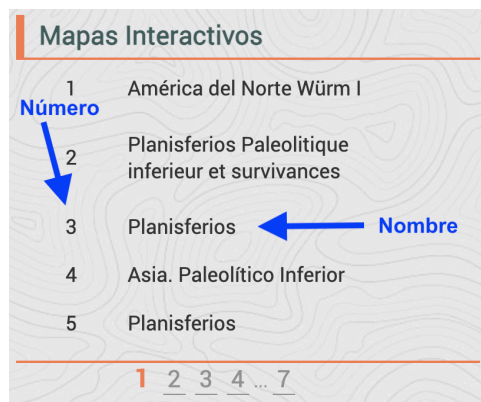 Mapas Interactivos
1 América del Norte Würm I
Número
2 Planisferios Paleolitique
inferieur et survivances
3 Planisferios Nombre
4 Asia. Paleolítico Inferior
5 Planisferios
1 2 3 4 ... 7